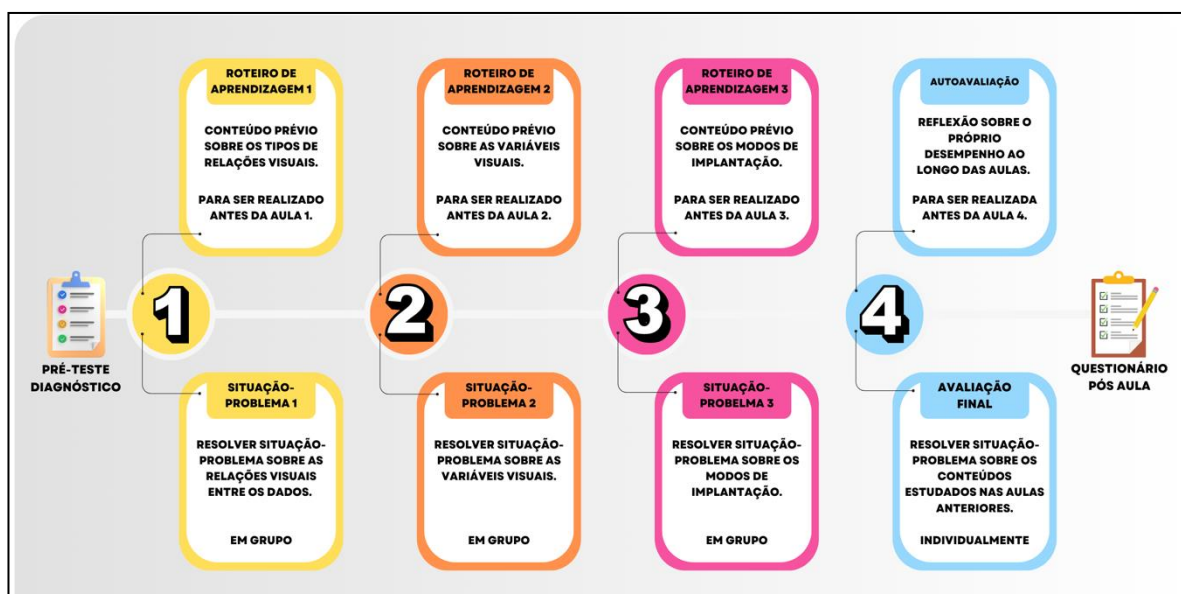 ROTEIRO DE
APRENDIZAGEM 1
CONTEÚDO PRÉVIO
SOBRE OS TIPOS DE
RELAÇÕES VISUAIS.
PARA SER REALIZADO
ANTES DA AULA 1.
ROTEIRO DE
APRENDIZAGEM 2
CONTEÚDO PRÉVIO
SOBRE AS VARIÁVEIS
VISUAIS.
PARA SER REALIZADO
ANTES DA AULA 2.
ROTEIRO DE
APRENDIZAGEM 3
CONTEÚDO PRÉVIO
SOBRE OS MODOS DE
IMPLANTAÇÃO.
PARA SER REALIZADO
ANTES DA AULA 3.
AUTOAVALIAÇÃO
REFLEXÃO SOBRE O
PRÓPRIO
DESEMPENHO AO
LONGO DAS AULAS.
PARA SER REALIZADA
ANTES DA AULA 4.
PRÉ-TESTE
DIAGNÓSTICO
1
2
3
4
QUESTIONÁRIO
PÓS AULA
SITUAÇÃO-
PROBLEMA 1
RESOLVER SITUAÇÃO-
PROBLEMA SOBRE AS
RELAÇÕES VISUAIS
ENTRE OS DADOS.
EM GRUPO
SITUAÇÃO-
PROBLEMA 2
RESOLVER SITUAÇÃO-
PROBLEMA SOBRE AS
VARIÁVEIS VISUAIS.
EM GRUPO
SITUAÇÃO-
PROBELMA 3
RESOLVER SITUAÇÃO-
PROBLEMA SOBRE OS
MODOS DE
IMPLANTAÇÃO.
EM GRUPO
AVALIAÇÃO
FINAL
RESOLVER SITUAÇÃO-
PROBLEMA SOBRE OS
CONTEÚDOS
ESTUDADOS NAS AULAS
ANTERIORES.
INDIVIDUALMENTE